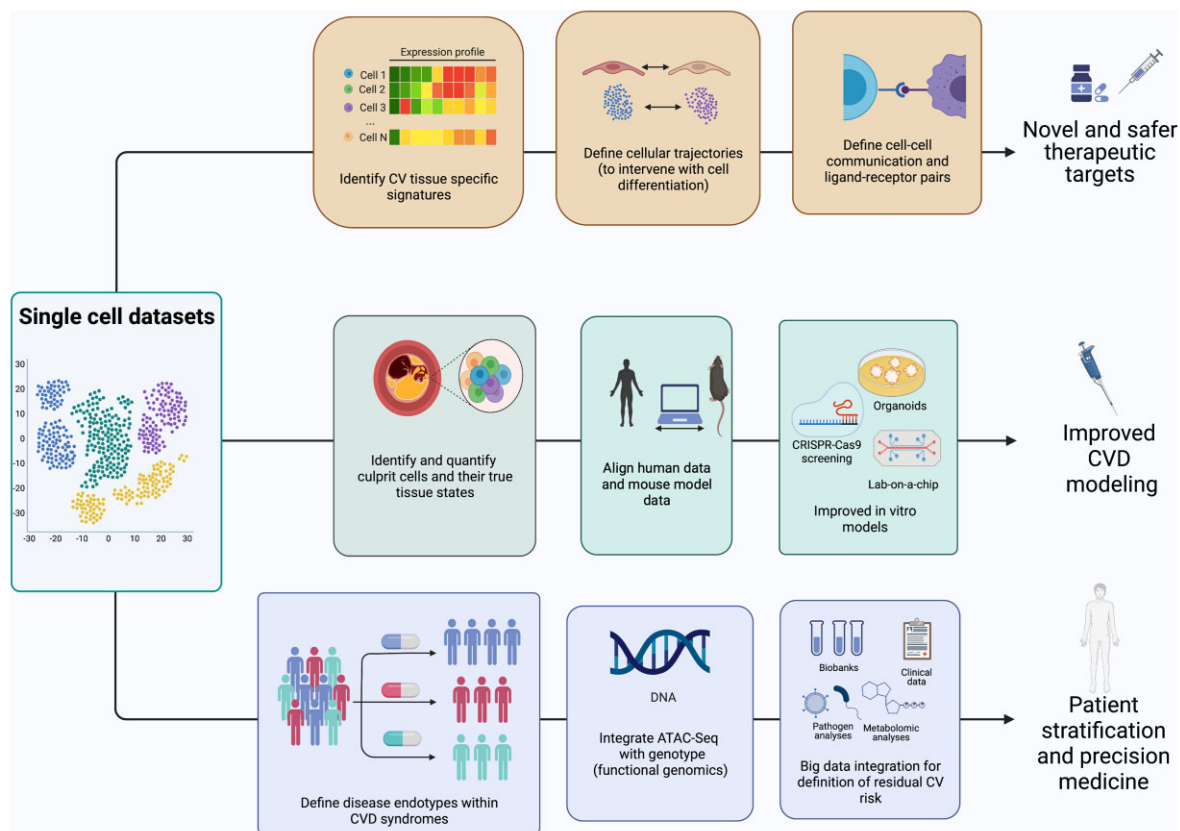 Expression profile
Cell 1
Cell 2
Cell 3
...
Cell N
Identify CV tissue specific
signatures
Define cellular trajectories
(to intervene with cell
differentiation)
Define cell-cell
communication and
ligand-receptor pairs
Novel and safer
therapeutic
targets
Single cell datasets
30
20
10
0
-10
-20
-30
-30 -20 -10 0 10 20 30
Identify and quantify
culprit cells and their true
tissue states
Align human data
and mouse model
data
Organoids
CRISPR-Cas9
screening
Lab-on-a-chip
Improved in vitro
models
Improved
CVD
modeling
Define disease endotypes within
CVD syndromes
DNA
Integrate ATAC-Seq
with genotype
(functional genomics)
Biobanks
Clinical
data
Pathogen
analyses
Metabolomic
analyses
Big data integration for
definition of residual CV
risk
Patient
stratification
and precision
medicine